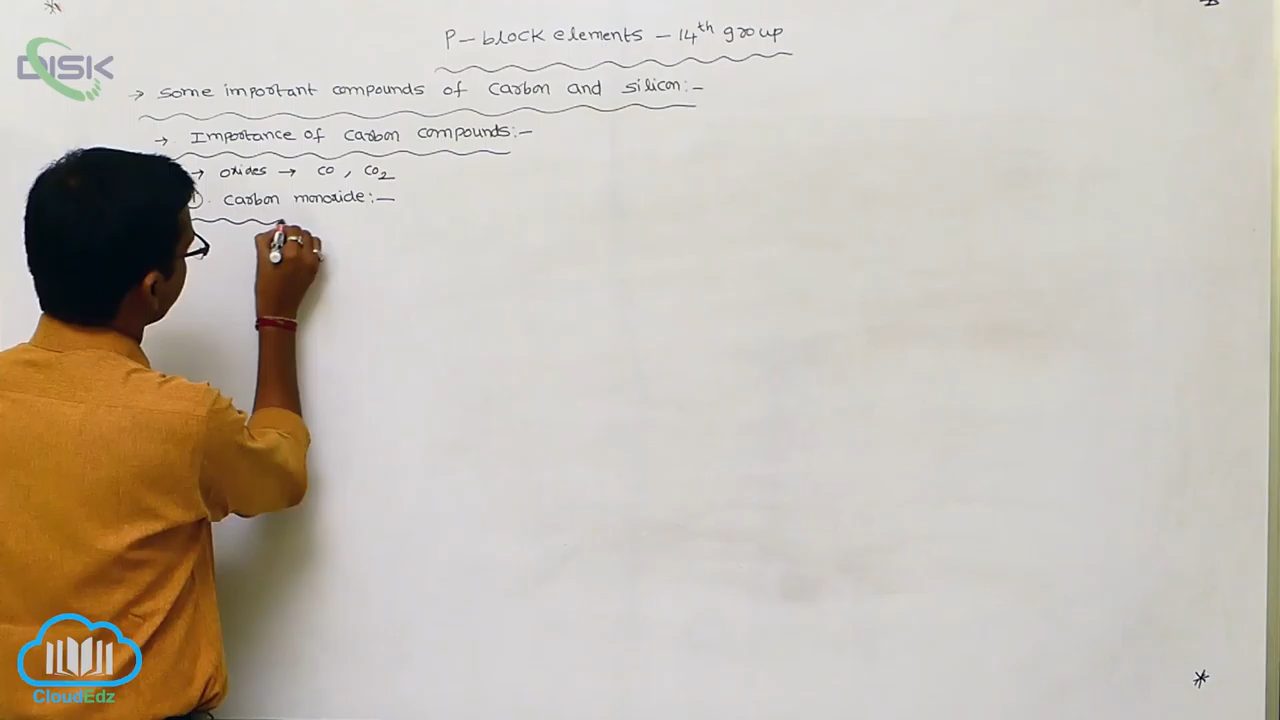 DISK
P-block elements - 14th group
→ Some important compounds of Carbon and silicon:-
→ Importance of Carbon compounds:-
→ oxides → CO, CO2
① Carbon monoxide:-
CloudEdz